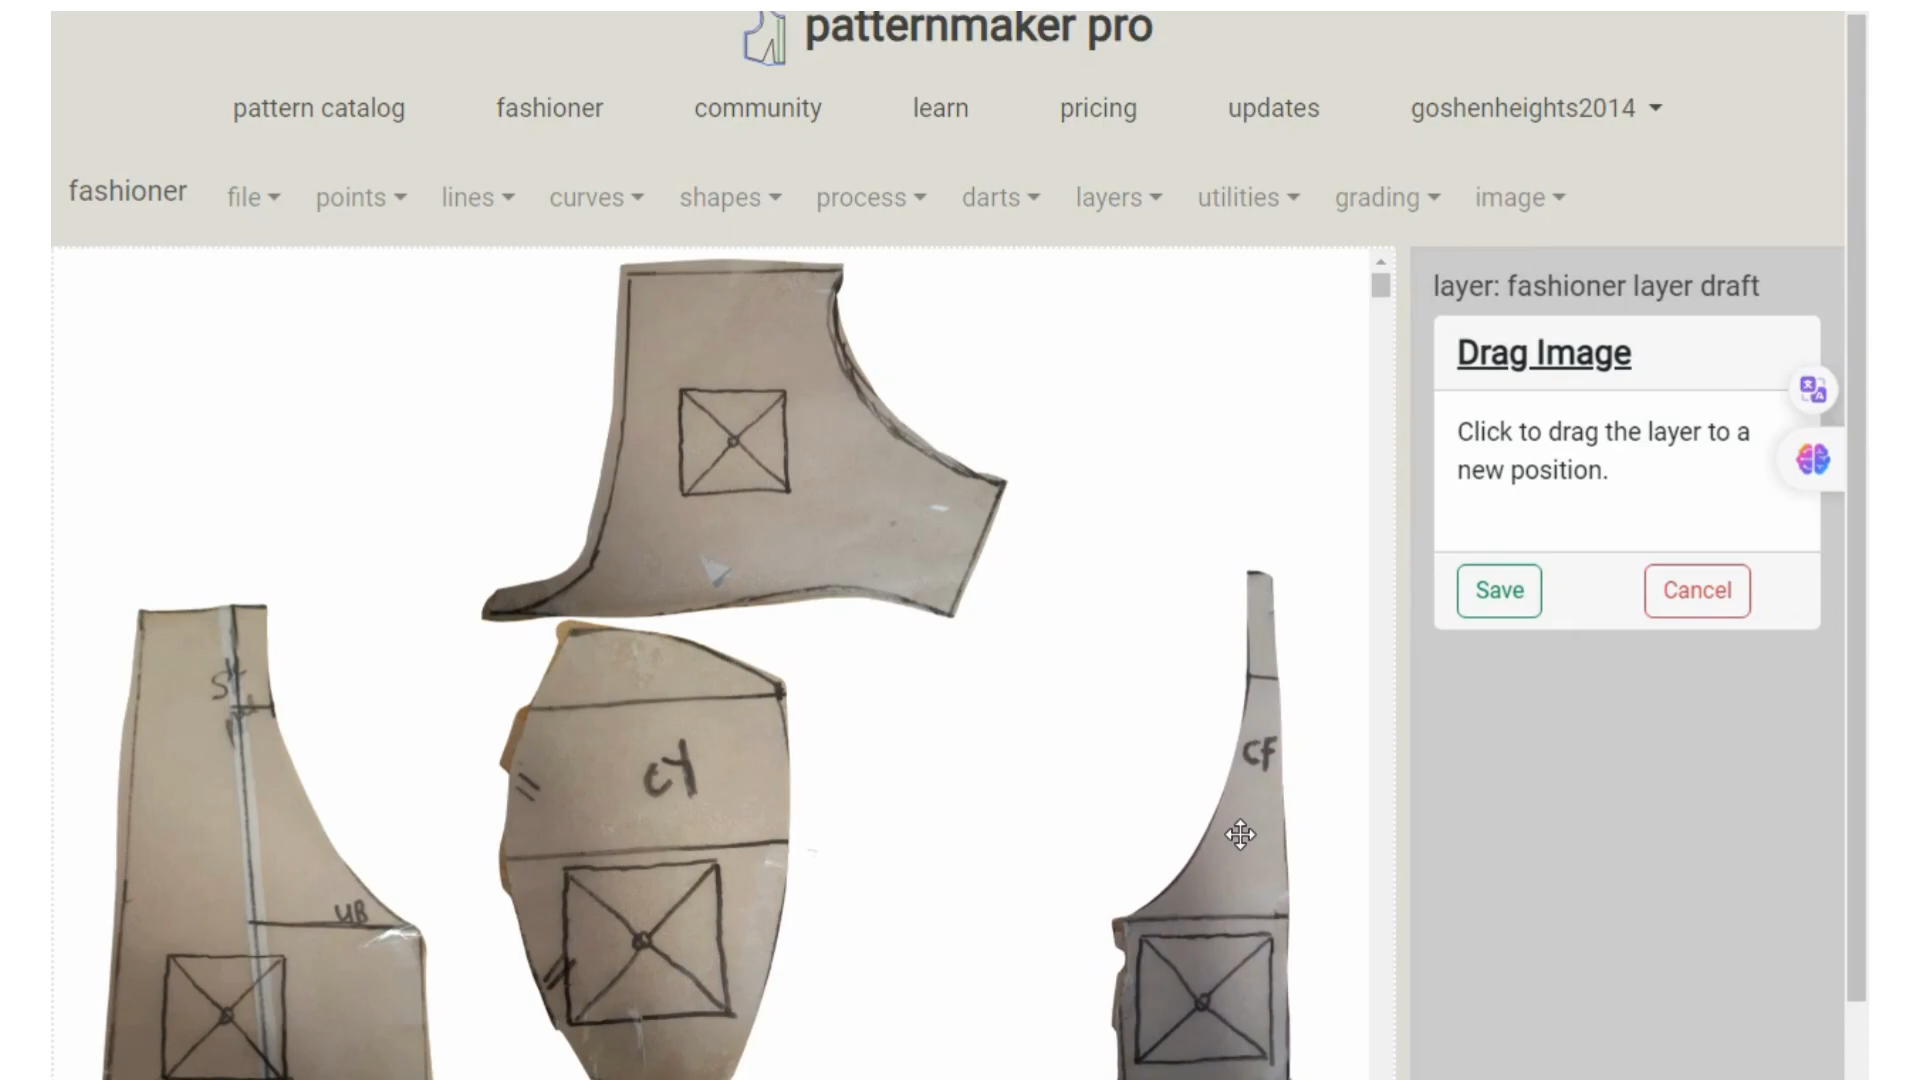 patternmaker pro
pattern catalog fashioner community learn pricing updates goshenheights2014
fashioner file points lines curves shapes process darts layers utilities grading image
layer: fashioner layer draft
Drag Image
Click to drag the layer to a
new position.
Save Cancel
CF
CY
UB